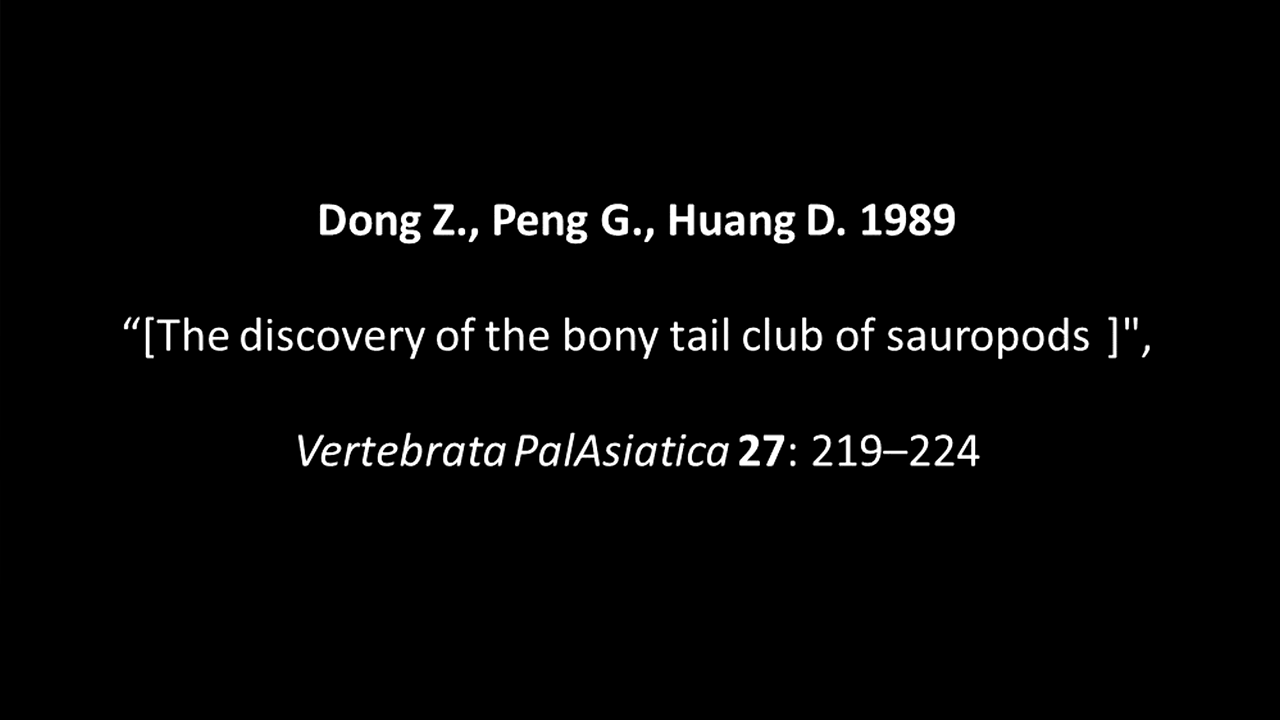 Dong Z., Peng G., Huang D. 1989
“[The discovery of the bony tail club of sauropods ]",
Vertebrata PalAsiatica 27: 219–224